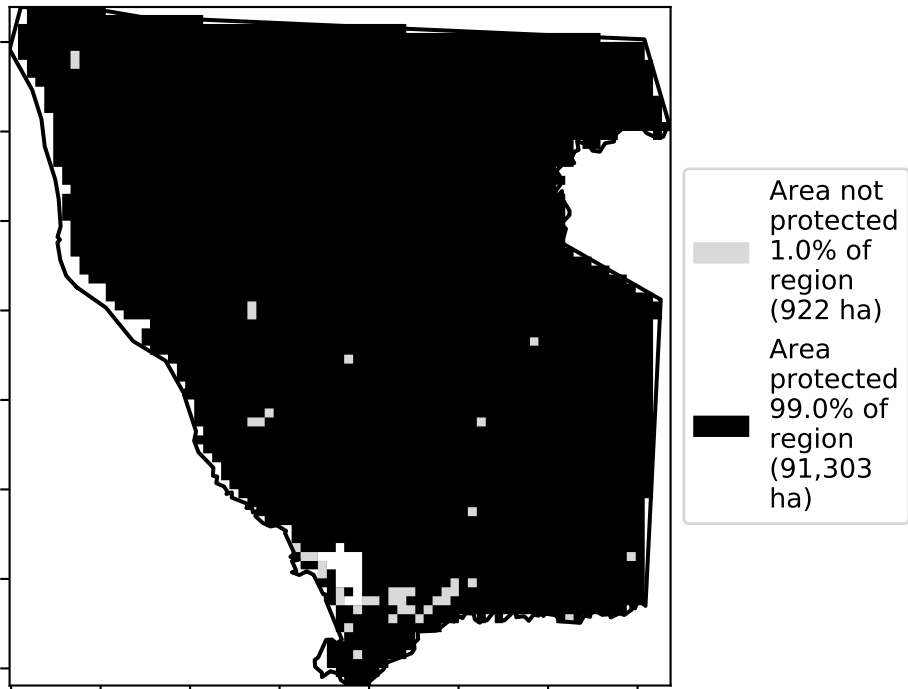 Area not
protected
1.0% of
region
(922 ha)
Area
protected
99.0% of
region
(91,303
ha)